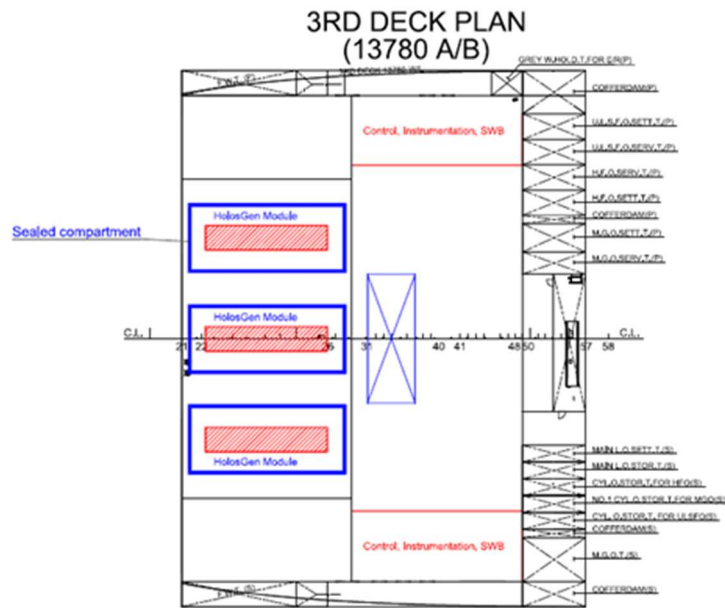 3RD DECK PLAN
(13780 A/B)
GREY W.HOLD.T.FOR E/R(P)
3RD DECK 13780 A/B
F.W.T. (P)
COFFERDAM(P)
Control, Instrumentation, SWB
U.L.S.F.O.SETT.T.(P)
U.L.S.F.O.SERV.T.(P)
H.F.O.SERV.T.(P)
H.F.O.SETT.T.(P)
COFFERDAM(P)
M.G.O.SETT.T.(P)
M.G.O.SERV.T.(P)
HolosGen Module
Sealed compartment
HolosGen Module
C.L. C.L.
21 22 26 31 40 41 48 50 57 58
HolosGen Module
MAIN L.O.SETT.T.(S)
MAIN L.O.STOR.T.(S)
CYL.O.STOR.T.FOR HFO(S)
NO.1 CYL.O.STOR.T.FOR MGO(S)
CYL. O.STOR.T. FOR ULSFO(S)
COFFERDAM(S)
Control, Instrumentation, SWB
M.G.O.T.(S)
F.W.T. (S)
COFFERDAM(S)